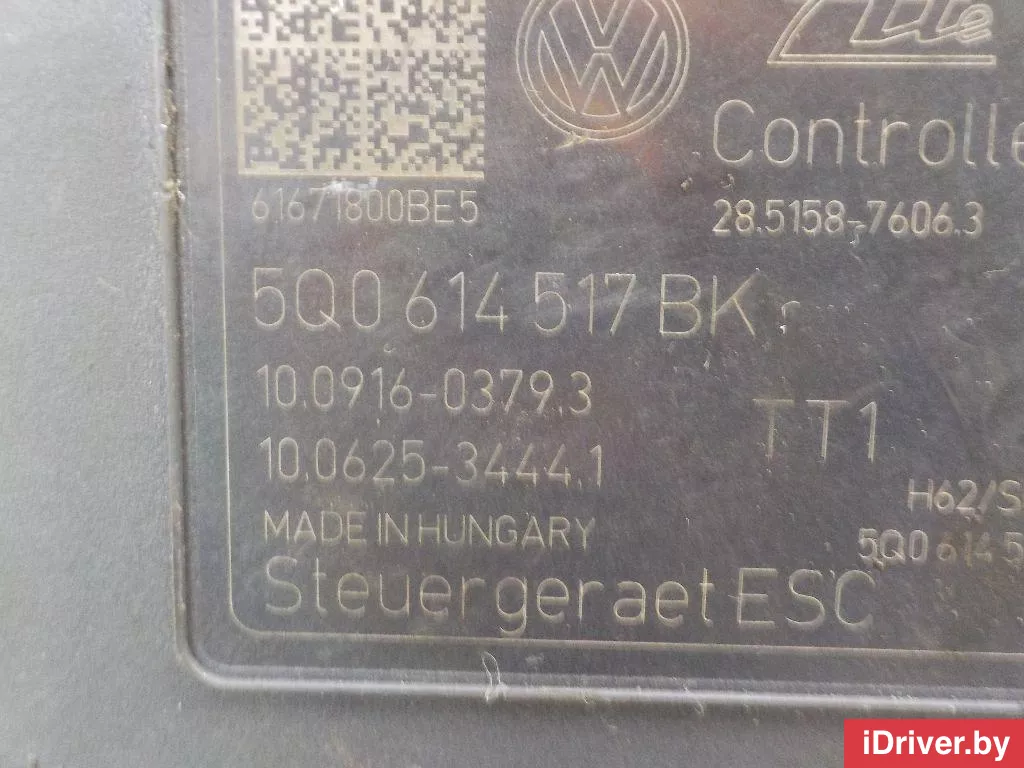 Ate
Controlle
61671800BE5
28.5158-7606.3
5Q0 614 517 BK
10.0916-0379.3
TT1
10.0625-3444.1
H62/S
MADE IN HUNGARY
5Q0 614 5
Steuergeraet ESC
iDriver.by